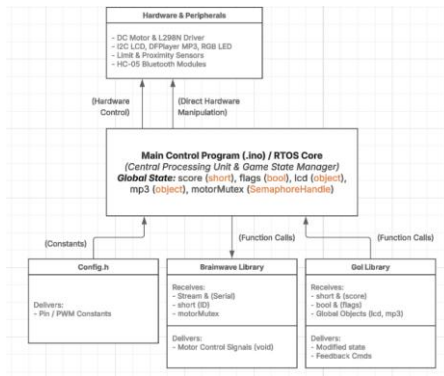 Hardware & Peripherals
- DC Motor & L298N Driver
- I2C LCD, DFPlayer MP3, RGB LED
- Limit & Proximity Sensors
- HC-05 Bluetooth Modules
(Hardware
Control)
(Direct Hardware
Manipulation)
Main Control Program (.ino) / RTOS Core
(Central Processing Unit & Game State Manager)
Global State: score (short), flags (bool), lcd (object),
mp3 (object), motorMutex (SemaphoreHandle)
(Constants)
(Function Calls)
(Function Calls)
Config.h
Delivers:
- Pin / PWM Constants
Brainwave Library
Receives:
- Stream & (Serial)
- short (ID)
- motorMutex
Delivers:
- Motor Control Signals (void)
Gol Library
Receives:
- short & (score)
- bool & (flags)
- Global Objects (lcd, mp3)
Delivers:
- Modified state
- Feedback Cmds